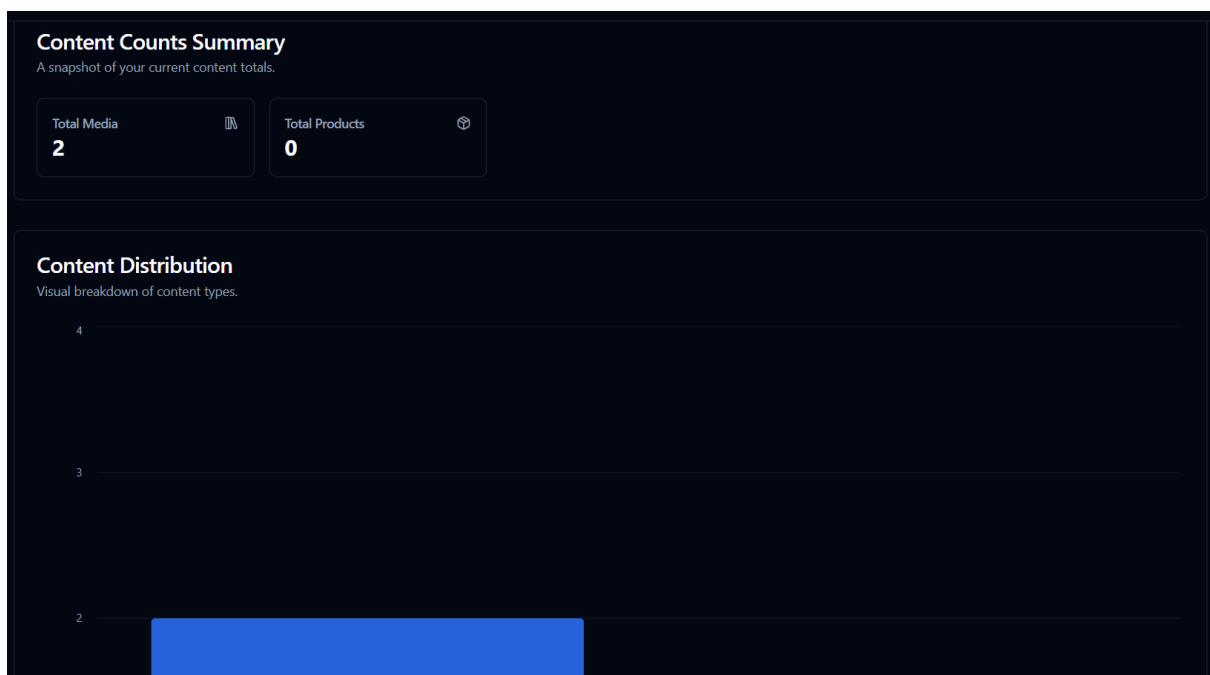 Content Counts Summary
A snapshot of your current content totals.
Total Media
2
Total Products
0
Content Distribution
Visual breakdown of content types.
4
3
2